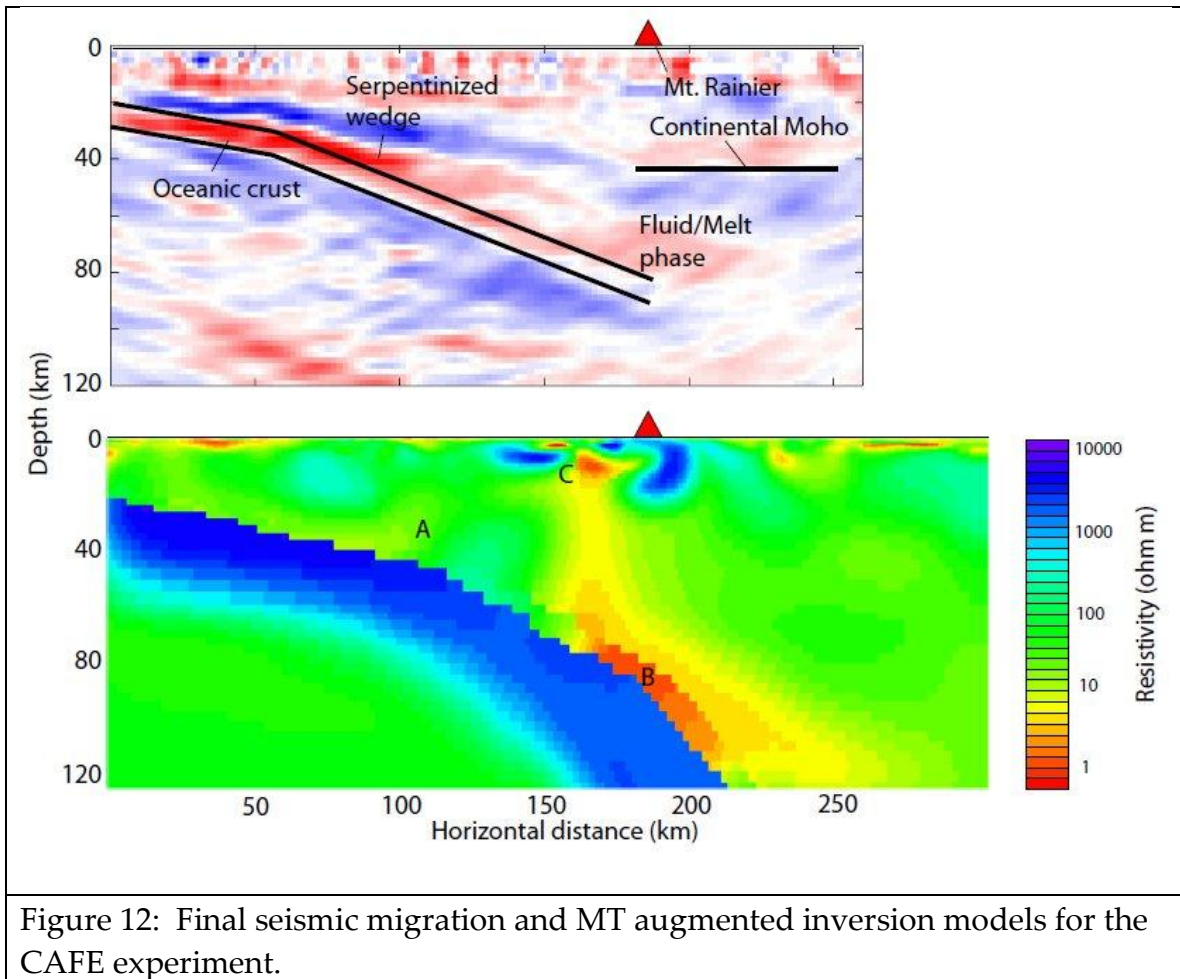 0
40
80
120
Serpentinized
wedge
Mt. Rainier
Continental Moho
Oceanic crust
Fluid/Melt
phase
Depth (km)
0
40
80
120
A
B
C
50
100
150
200
250
Horizontal distance (km)
10000
1000
100
10
1
Resistivity (ohm m)
Figure 12: Final seismic migration and MT augmented inversion models for the
CAFE experiment.